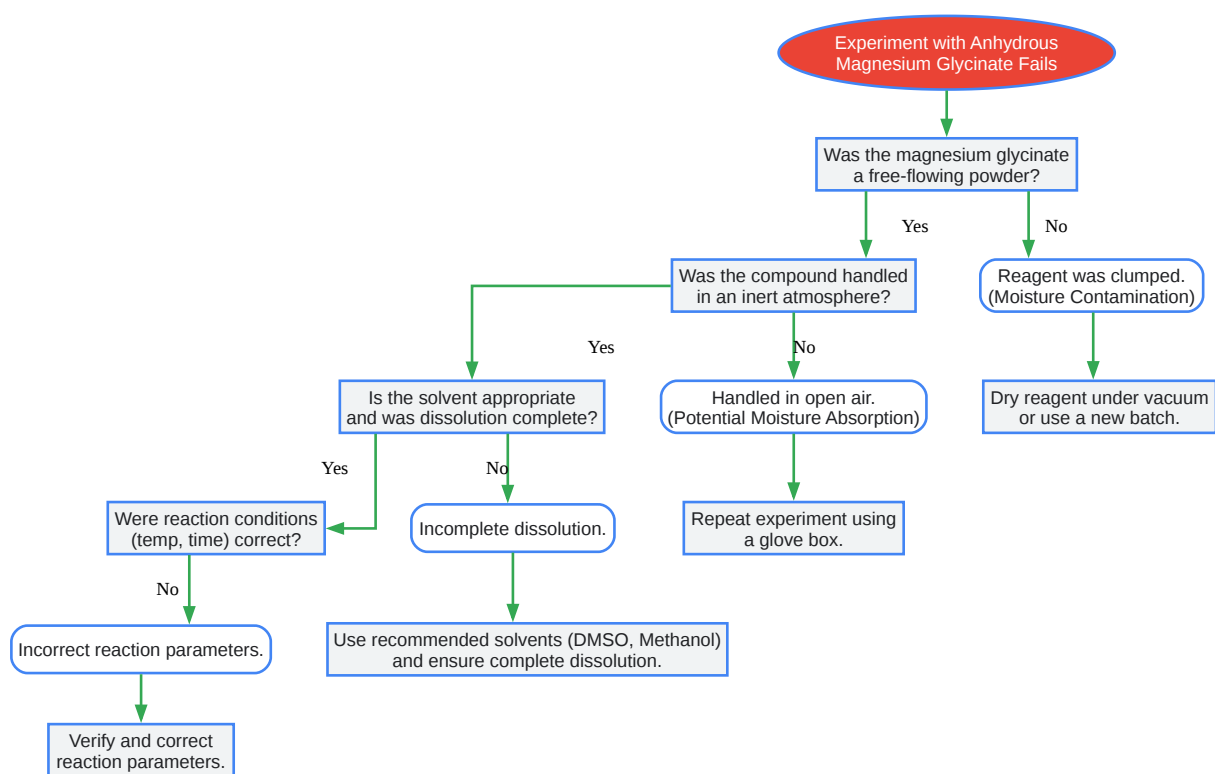 Experiment with Anhydrous
Magnesium Glycinate Fails
Was the magnesium glycinate
a free-flowing powder?
Yes
No
Was the compound handled
in an inert atmosphere?
Reagent was clumped.
(Moisture Contamination)
Yes
No
Is the solvent appropriate
and was dissolution complete?
Handled in open air.
(Potential Moisture Absorption)
Dry reagent under vacuum
or use a new batch.
Yes
No
Were reaction conditions
(temp, time) correct?
Incomplete dissolution.
Repeat experiment using
a glove box.
No
Incorrect reaction parameters.
Use recommended solvents (DMSO, Methanol)
and ensure complete dissolution.
Verify and correct
reaction parameters.